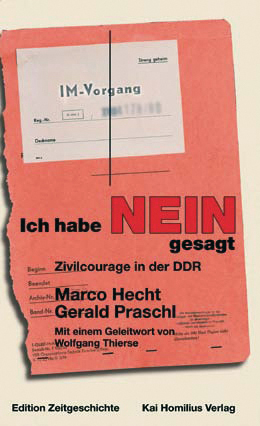 Streng geheim
IM-Vorgang
Reg.-Nr.
Deckname
Ich habe NEIN
gesagt
Beginn Zivilcourage in der DDR
Beendet
Archiv-Nr. Marco Hecht
Band-Nr. Gerald Praschl
Mit einem Geleitwort von
Wolfgang Thierse
Edition Zeitgeschichte Kai Homilius Verlag